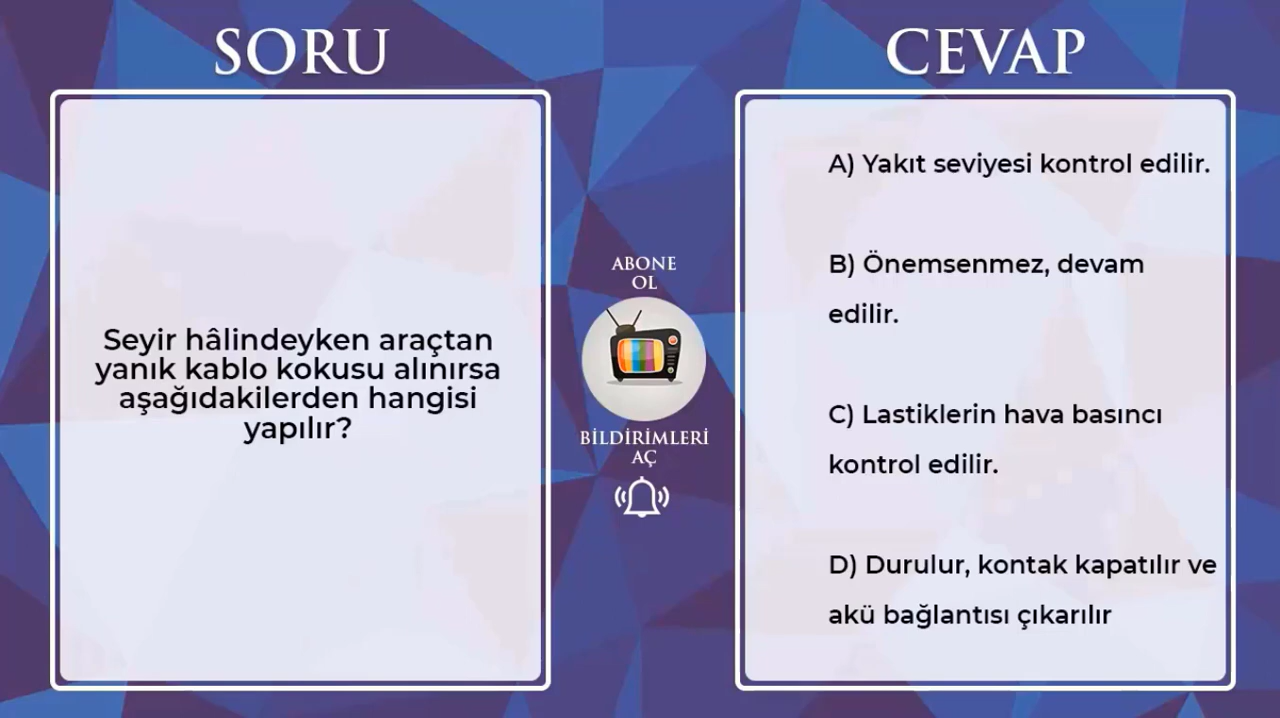 SORU
Seyir hâlindeyken araçtan
yanık kablo kokusu alınırsa
aşağıdakilerden hangisi
yapılır?
ABONE
OL
BİLDİRİMLERİ
AÇ
CEVAP
A) Yakıt seviyesi kontrol edilir.
B) Önemsenmez, devam
edilir.
C) Lastiklerin hava basıncı
kontrol edilir.
D) Durulur, kontak kapatılır ve
akü bağlantısı çıkarılır